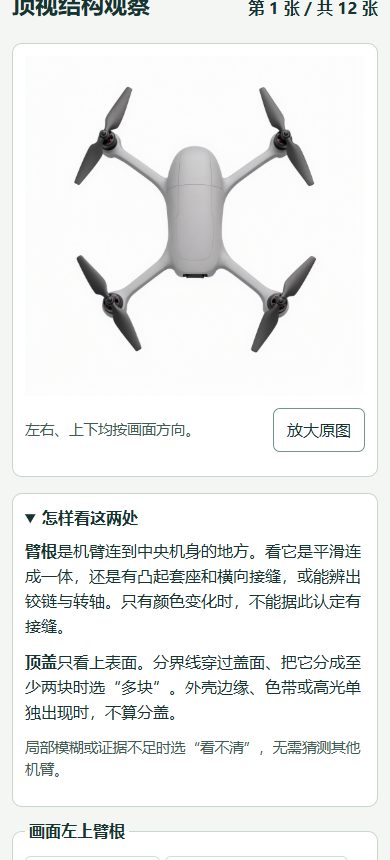 顶视结构观察
第 1 张 / 共 12 张
左右、上下均按画面方向。
放大原图
▼ 怎样看这两处
臂根是机臂连到中央机身的地方。看它是平滑连
成一体，还是有凸起套座和横向接缝，或能辨出
铰链与转轴。只有颜色变化时，不能据此认定有
接缝。
顶盖只看上表面。分界线穿过盖面、把它分成至
少两块时选“多块”。外壳边缘、色带或高光单
独出现时，不算分盖。
局部模糊或证据不足时选“看不清”，无需猜测其他
机臂。
画面左上臂根